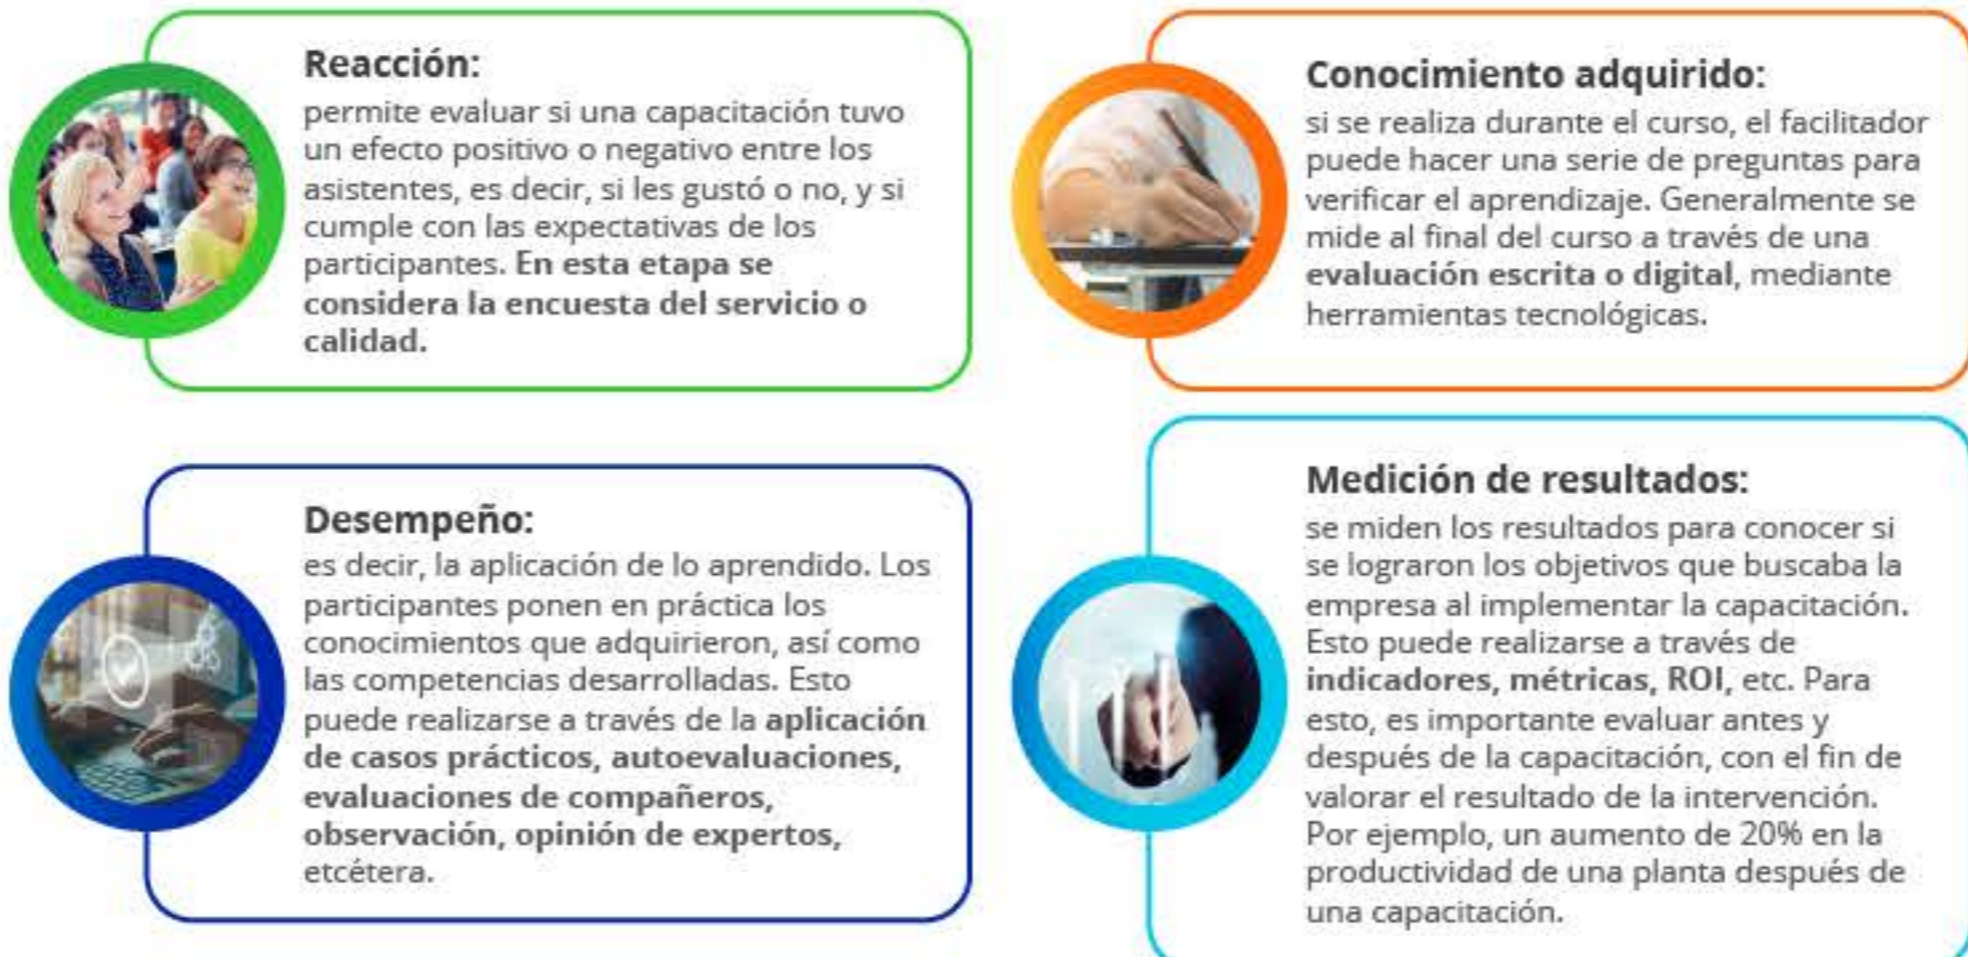 Reacción:
permite evaluar si una capacitación tuvo
un efecto positivo o negativo entre los
asistentes, es decir, si les gustó o no, y si
cumple con las expectativas de los
participantes. En esta etapa se
considera la encuesta del servicio o
calidad.
Conocimiento adquirido:
si se realiza durante el curso, el facilitador
puede hacer una serie de preguntas para
verificar el aprendizaje. Generalmente se
mide al final del curso a través de una
evaluación escrita o digital, mediante
herramientas tecnológicas.
Desempeño:
es decir, la aplicación de lo aprendido. Los
participantes ponen en práctica los
conocimientos que adquirieron, así como
las competencias desarrolladas. Esto
puede realizarse a través de la aplicación
de casos prácticos, autoevaluaciones,
evaluaciones de compañeros,
observación, opinión de expertos,
etcétera.
Medición de resultados:
se miden los resultados para conocer si
se lograron los objetivos que buscaba la
empresa al implementar la capacitación.
Esto puede realizarse a través de
indicadores, métricas, ROI, etc. Para
esto, es importante evaluar antes y
después de la capacitación, con el fin de
valorar el resultado de la intervención.
Por ejemplo, un aumento de 20% en la
productividad de una planta después de
una capacitación.